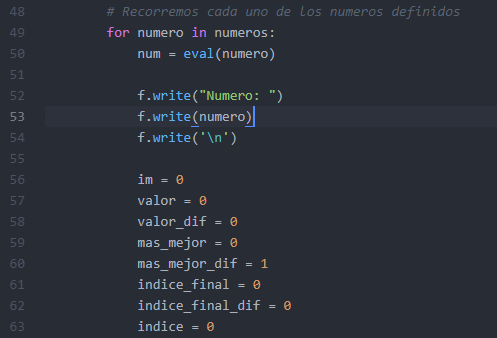 48 # Recorremos cada uno de los numeros definidos
49 for numero in numeros:
50 num = eval(numero)
51
52 f.write("Numero: ")
53 f.write(numero)
54 f.write('\n')
55
56 im = 0
57 valor = 0
58 valor_dif = 0
59 mas_mejor = 0
60 mas_mejor_dif = 1
61 indice_final = 0
62 indice_final_dif = 0
63 indice = 0